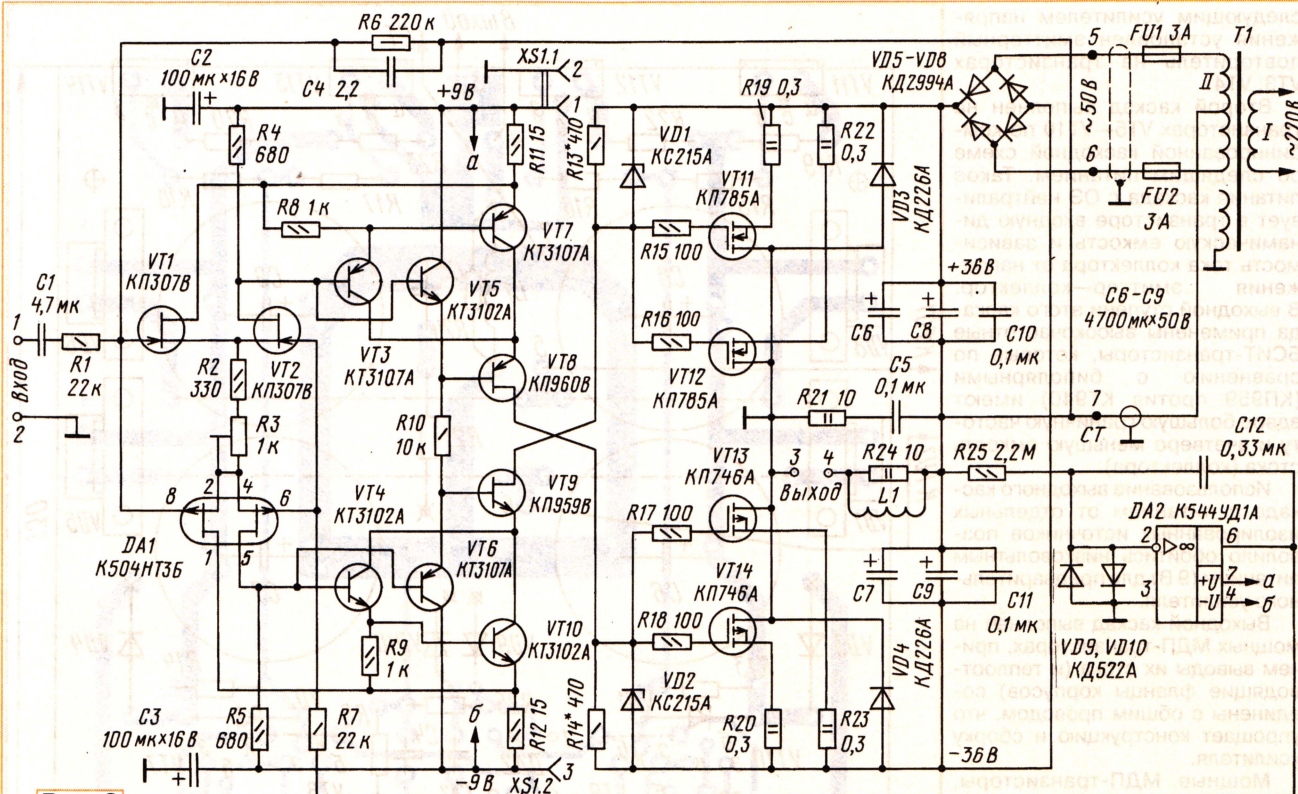 следующим усилителем напря-
R6 220 к
C2
100 мк × 16 В
C4 2,2
+9 В
XS1.1
2
1
a
VD5-VD8
КД2994А
5
FU1 3А
T1
II
I
~50 В
~220 В
6
FU2
3А
R4
680
R11 15
R13* 470
VD1
КС215А
R19 0,3
R22
0,3
VT11
КП785А
VD3
КД226А
R8 1к
VT7
КТ3107А
R15 100
C1
4,7 мк
VT1
КП307В
VT5
КТ3102А
+36 В
1
R1
22 к
Вход
2
R2
330
VT2
КП307В
VT3
КТ3107А
VT8
КП960В
R16 100
VT12
КП785А
C6
C8
C10
0,1 мк
C6-C9
4700мк×50В
C5
0,1 мк
R3
1 к
R10
10 к
R21 10
7
С.Т.
C12
0,33 мк
VT13
КП746А
3
4
Выход
R24 10
L1
R25 2,2 М
8
2
4
6
1
5
DA1
К504НТ3Б
VT4
КТ3102А
VT9
КП959В
R17 100
DA2 К544УД1А
2
3
▷∞
6
+U
7
a
-U
4
б
VT6
КТ3107А
VT14
КП746А
C7
C9
C11
0,1 мк
R18 100
VT10
КТ3102А
VD4
КД226А
VD9, VD10
КД522А
R9
1 к
VD2
КС215А
C3
100 мк×16В
R5
680
R7
22 к
б
-9 В
R12 15
R14* 470
R20
0,3
R23
0,3
XS1.2
3
-36 В